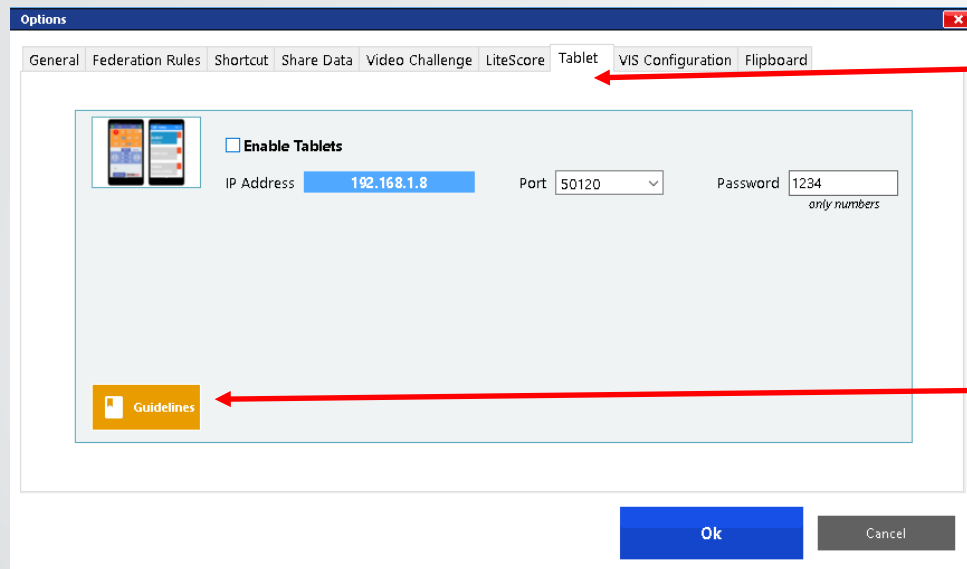 Options
General Federation Rules Shortcut Share Data Video Challenge LiteScore Tablet VIS Configuration Flipboard
Enable Tablets
IP Address 192.168.1.8 Port 50120 Password 1234
only numbers
Guidelines
Ok Cancel